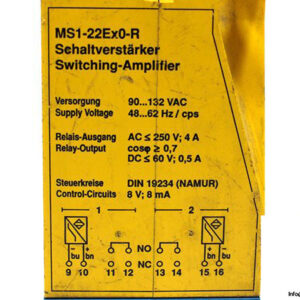 MS1-22Ex0-R
Schaltverstärker
Switching-Amplifier
Versorgung 90...132 VAC
Supply Voltage 48...62 Hz / cps
Relais-Ausgang AC ≤ 250 V; 4 A
Relay-Output cosφ ≥ 0,7
DC ≤ 60 V; 0,5 A
Steuerkreise DIN 19234 (NAMUR)
Control-Circuits 8 V; 8 mA
1 2
- + NO - +
bu bn NC bu bn
9 10 11 12 13 14 15 16